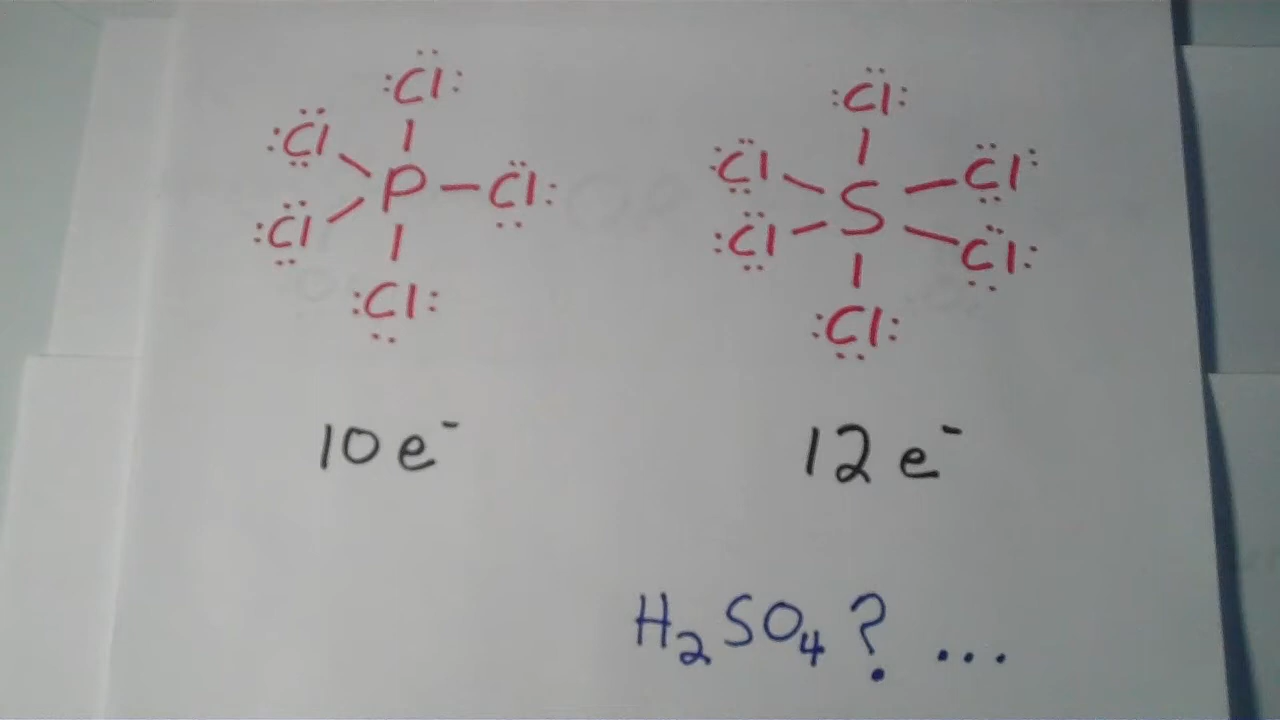 Cl Cl
Cl Cl Cl Cl
P Cl S
Cl Cl Cl
Cl Cl
10 e⁻ 12 e⁻
H₂SO₄? ...